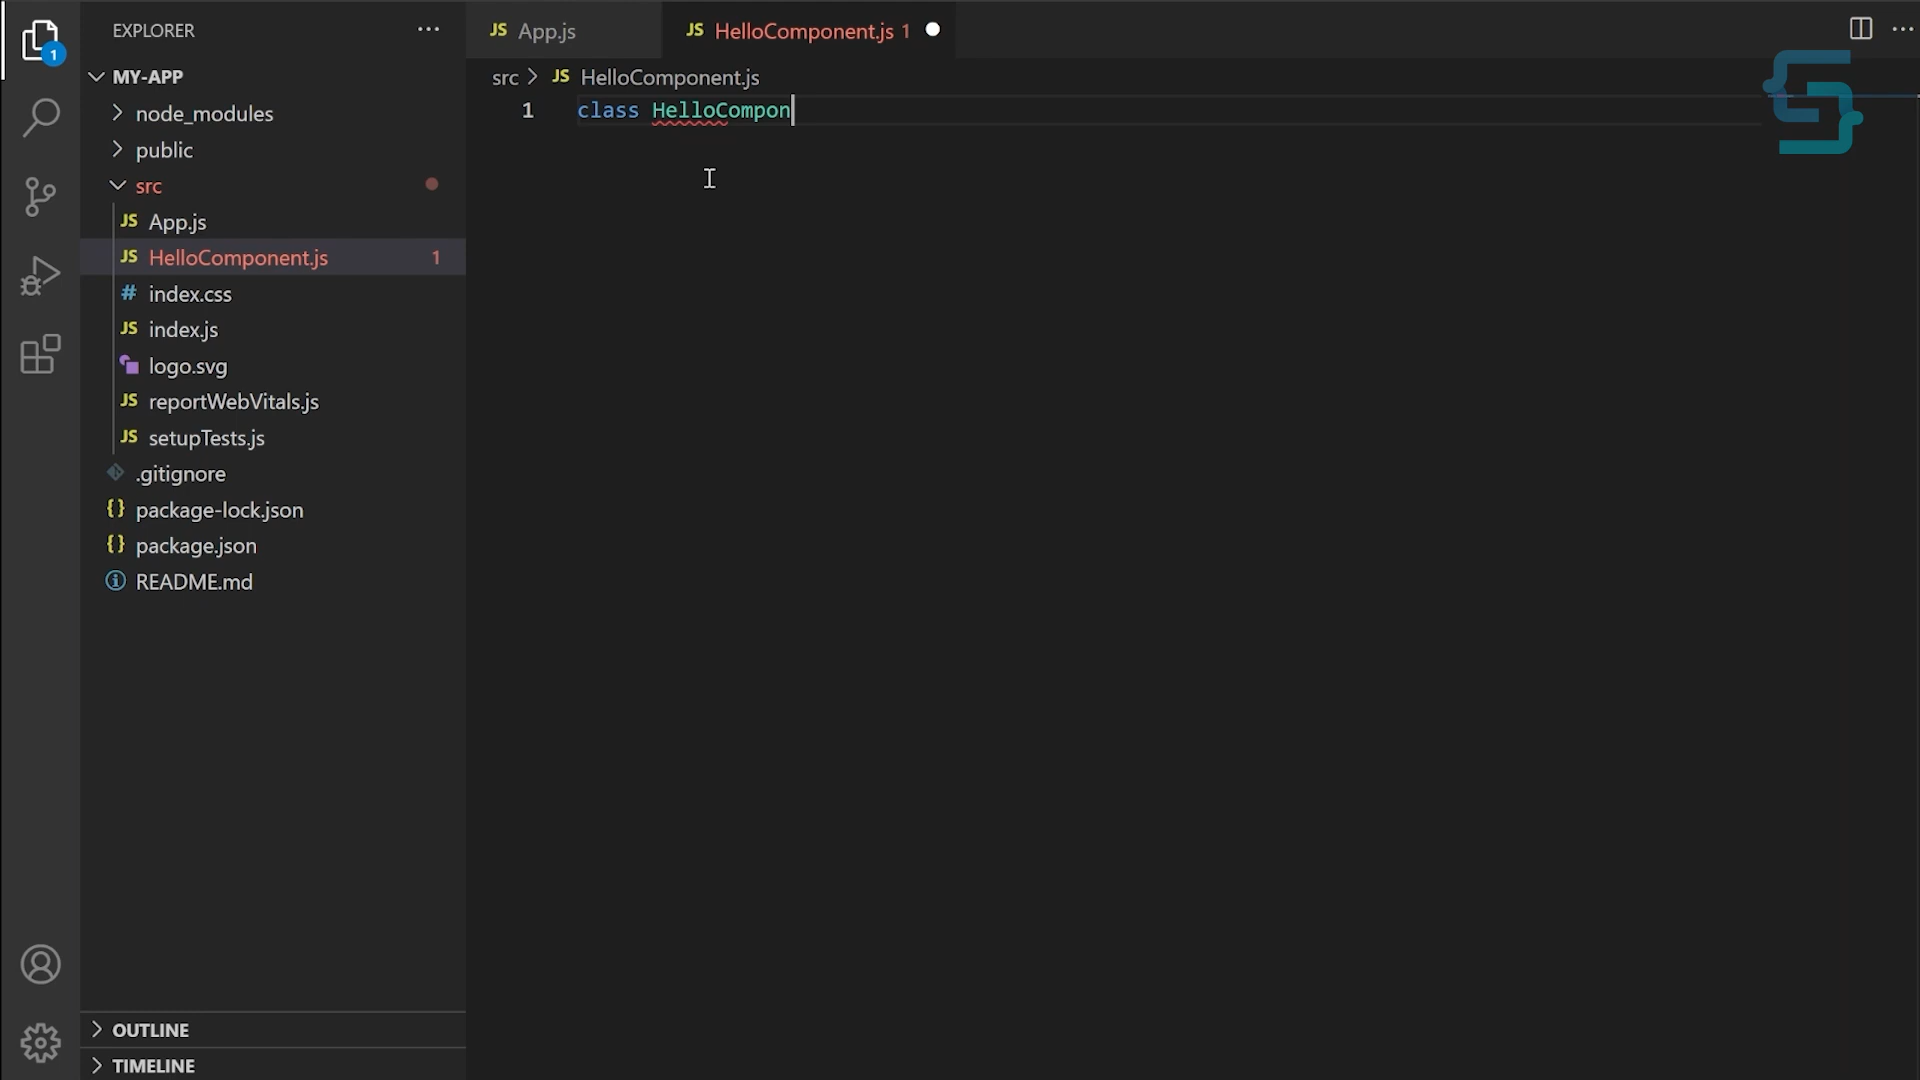 EXPLORER
MY-APP
node_modules
public
src
JS App.js
JS HelloComponent.js 1
# index.css
JS index.js
logo.svg
JS reportWebVitals.js
JS setupTests.js
.gitignore
{} package-lock.json
{} package.json
README.md
OUTLINE
TIMELINE
1
JS App.js
JS HelloComponent.js 1
src > JS HelloComponent.js
1 class HelloCompon